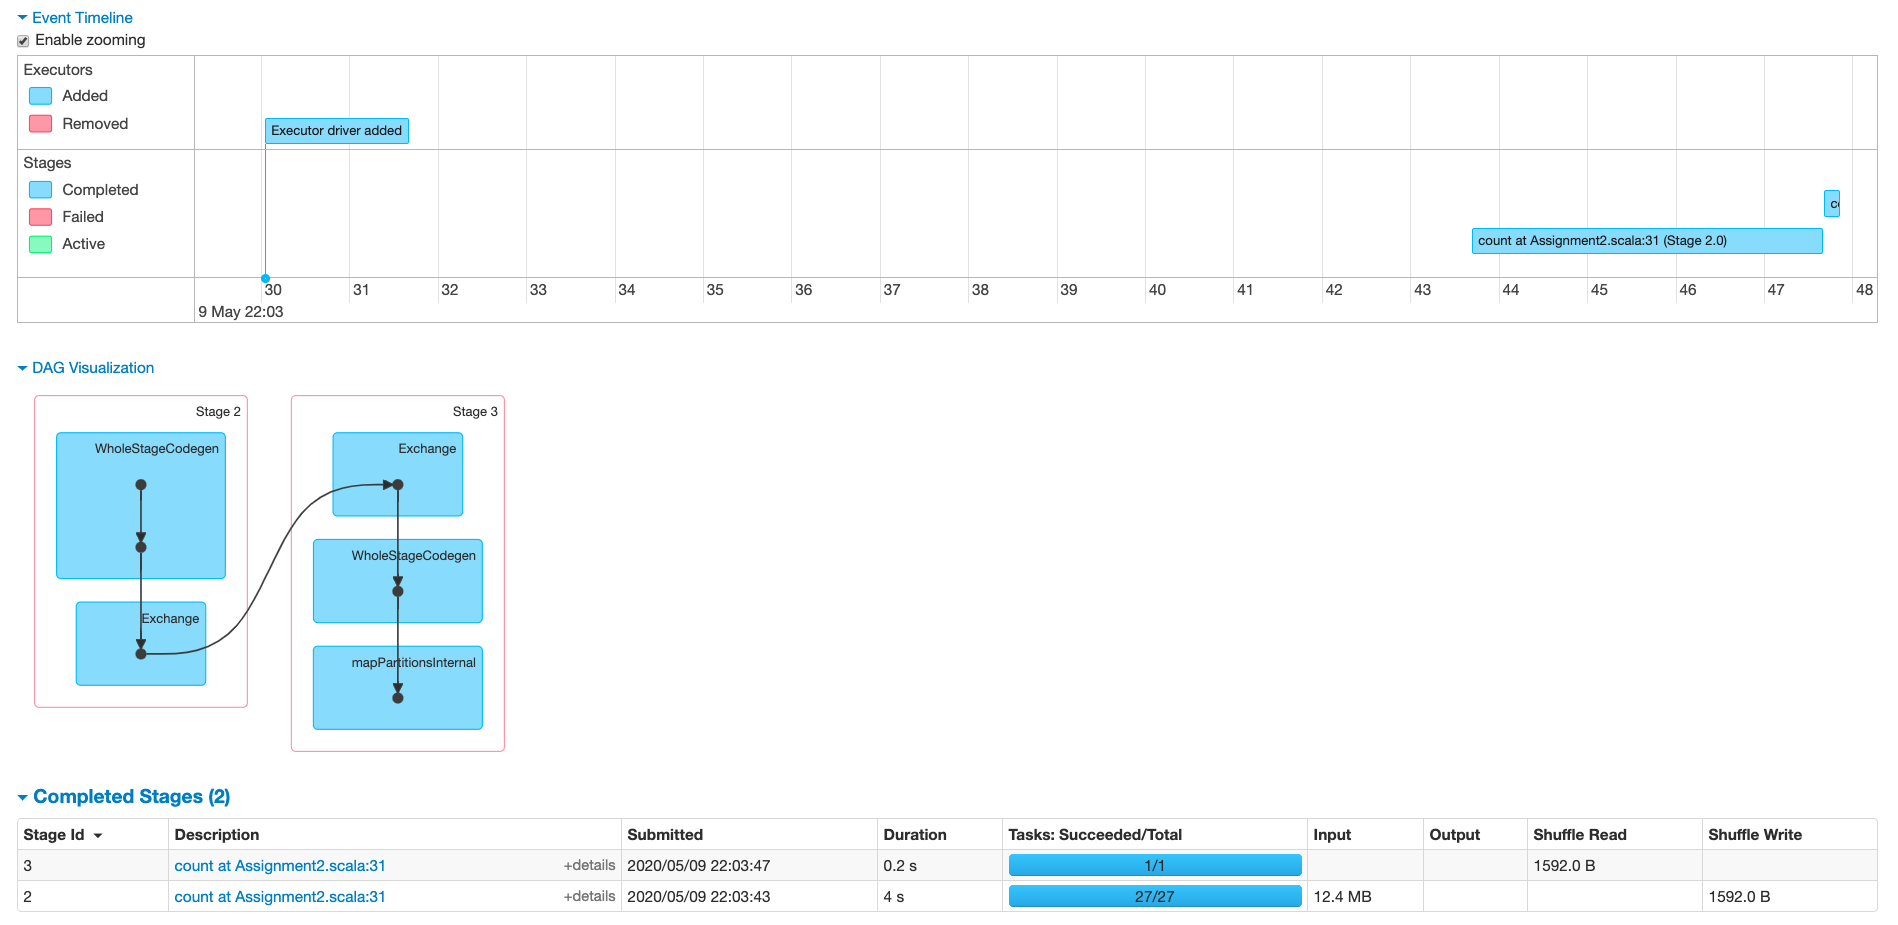 Event Timeline
Enable zooming
Executors
Added
Removed
Executor driver added
Stages
Completed
Failed
Active
count at Assignment2.scala:31 (Stage 2.0)
30 31 32 33 34 35 36 37 38 39 40 41 42 43 44 45 46 47 48
9 May 22:03
DAG Visualization
Stage 2
WholeStageCodegen
Exchange
Stage 3
Exchange
WholeStageCodegen
mapPartitionsInternal
Completed Stages (2)
Stage Id Description Submitted Duration Tasks: Succeeded/Total Input Output Shuffle Read Shuffle Write
3 count at Assignment2.scala:31 +details 2020/05/09 22:03:47 0.2 s 1/1 1592.0 B
2 count at Assignment2.scala:31 +details 2020/05/09 22:03:43 4 s 27/27 12.4 MB 1592.0 B